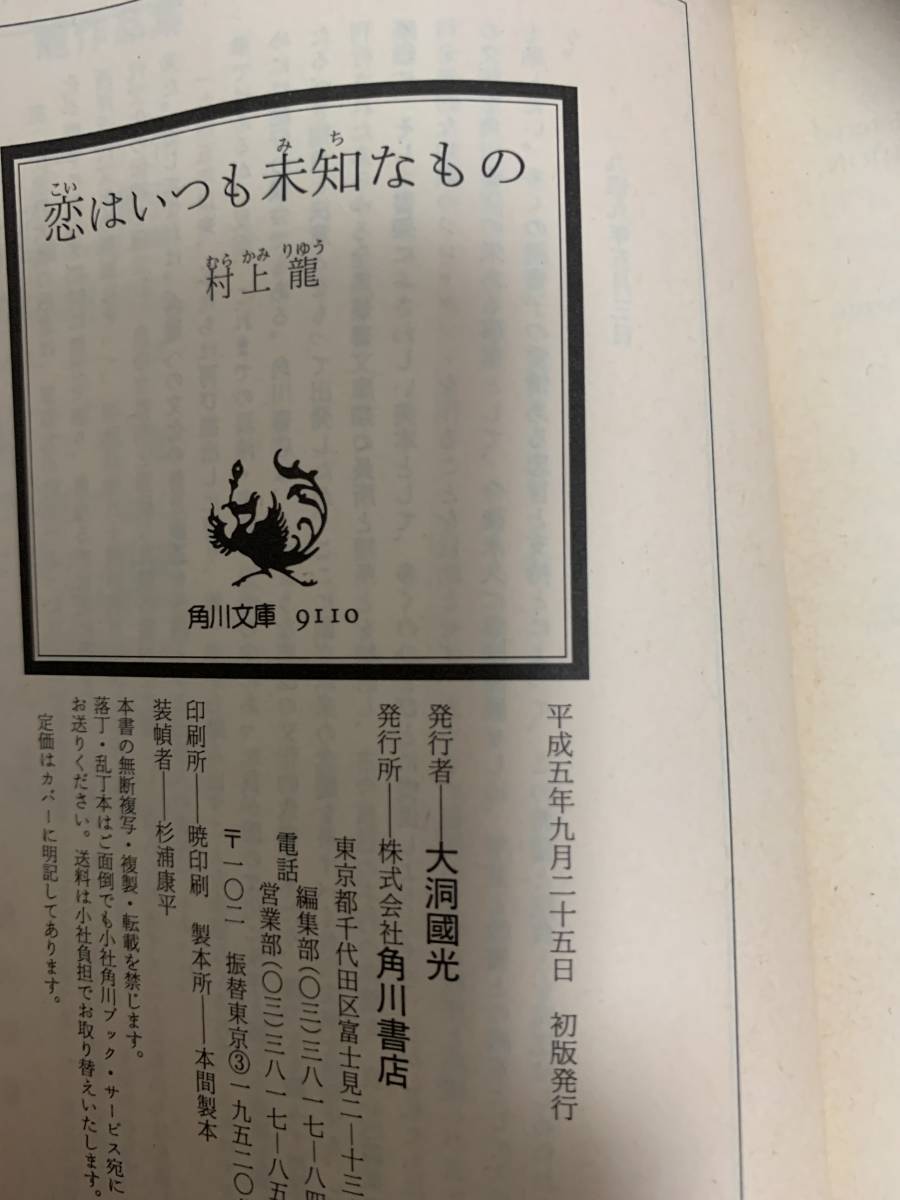 恋はいつも未知なもの
村上龍
角川文庫 9110
平成五年九月二十五日 初版発行
発行者――大洞國光
発行所――株式会社角川書店
東京都千代田区富士見二―十三
電話 編集部(〇三)三八一七―八四
営業部(〇三)三八一七―八五
〒一〇二 振替東京③一九五二〇
印刷所――暁印刷 製本所――本間製本
装幀者――杉浦康平
本書の無断複写・複製・転載を禁じます。
落丁・乱丁本はご面倒でも小社角川ブック・サービス宛に
お送りください。送料は小社負担でお取り替えいたします。
定価はカバーに明記してあります。